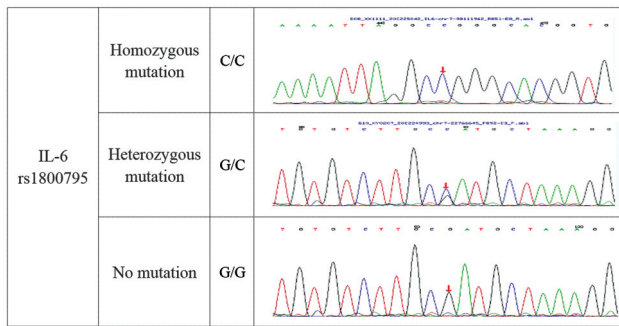 IL-6
rs1800795
Homozygous
mutation
C/C
A A A A T T A G G C C G G G C A C G G T G
Heterozygous
mutation
G/C
T G T G T C T T G C C A T G C T A A A G G
No mutation
G/G
T G T G T C T T G C G A T G C T A A A G G